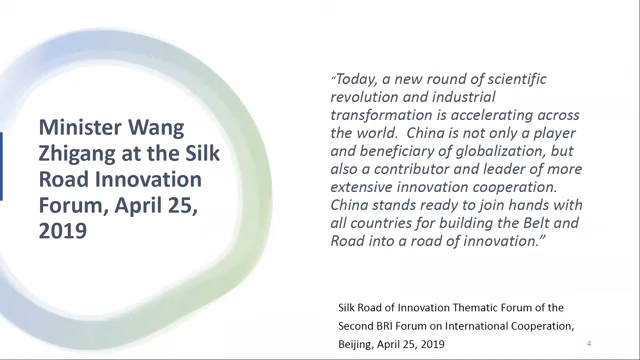 Minister Wang
Zhigang at the Silk
Road Innovation
Forum, April 25,
2019
“Today, a new round of scientific
revolution and industrial
transformation is accelerating across
the world.  China is not only a player
and beneficiary of globalization, but
also a contributor and leader of more
extensive innovation cooperation.
China stands ready to join hands with
all countries for building the Belt and
Road into a road of innovation.”
Silk Road of Innovation Thematic Forum of the
Second BRI Forum on International Cooperation,
Beijing, April 25, 2019
4